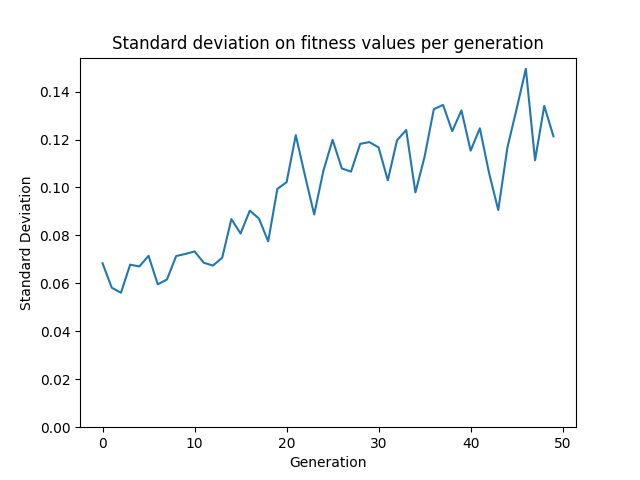 Standard deviation on fitness values per generation
Standard Deviation
0.14
0.12
0.10
0.08
0.06
0.04
0.02
0.00
0 10 20 30 40 50
Generation